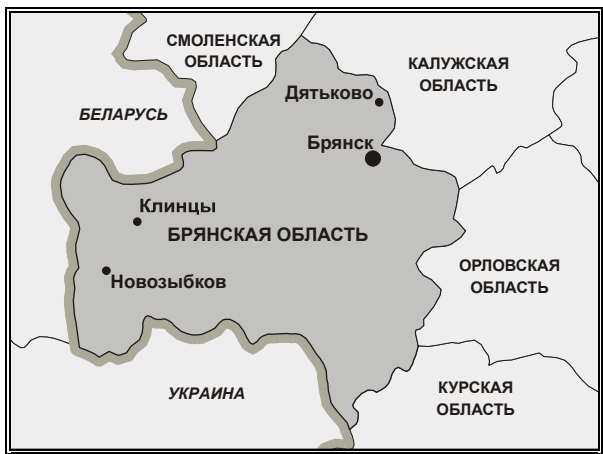 СМОЛЕНСКАЯ
ОБЛАСТЬ
КАЛУЖСКАЯ
ОБЛАСТЬ
Дятьково
БЕЛАРУСЬ
Брянск
Клинцы
БРЯНСКАЯ ОБЛАСТЬ
ОРЛОВСКАЯ
ОБЛАСТЬ
Новозыбков
УКРАИНА
КУРСКАЯ
ОБЛАСТЬ